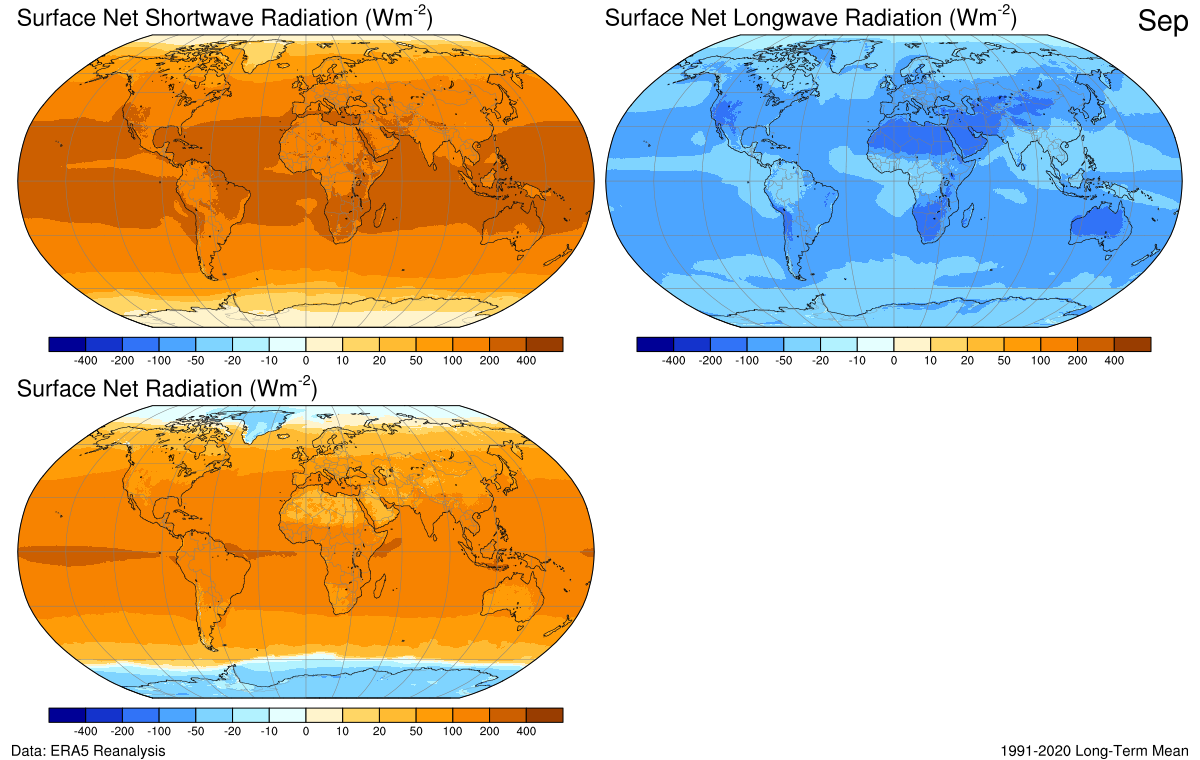 Surface Net Shortwave Radiation (Wm-2)
Surface Net Longwave Radiation (Wm-2)
Sep
-400 -200 -100 -50 -20 -10 0 10 20 50 100 200 400
-400 -200 -100 -50 -20 -10 0 10 20 50 100 200 400
Surface Net Radiation (Wm-2)
-400 -200 -100 -50 -20 -10 0 10 20 50 100 200 400
Data: ERA5 Reanalysis
1991-2020 Long-Term Mean